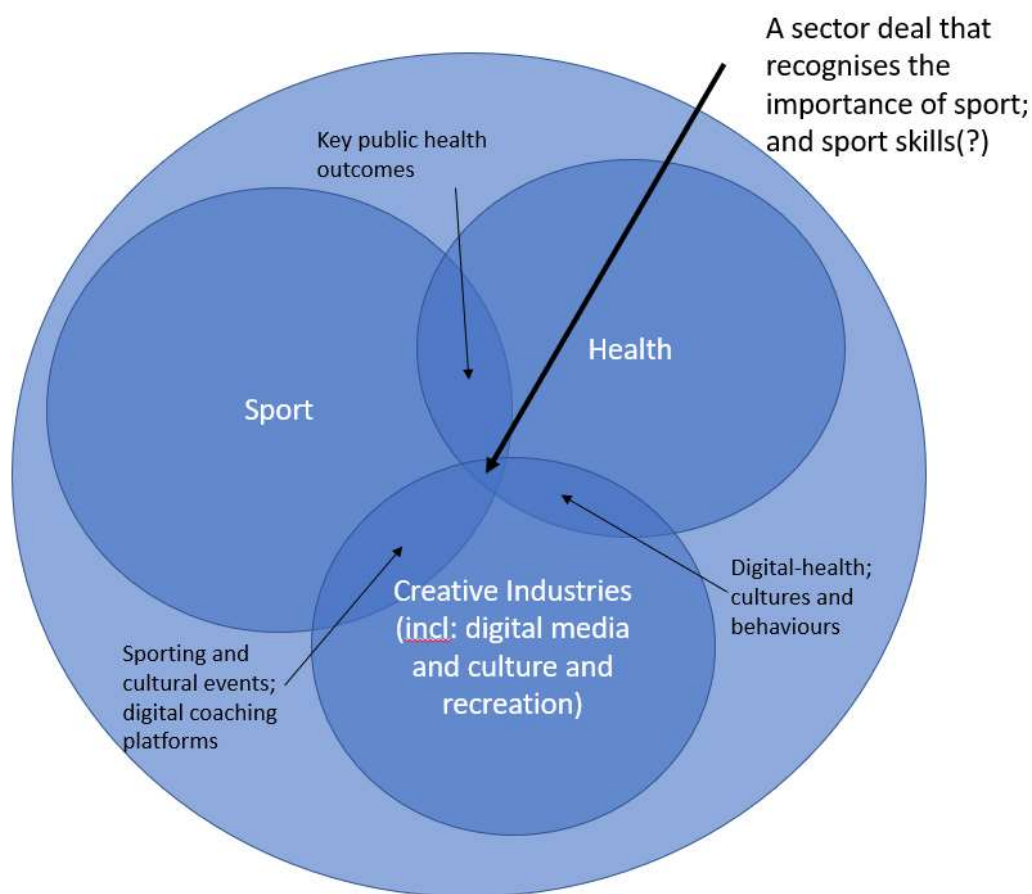 A sector deal that
recognises the
importance of sport;
and sport skills(?)
Key public health
outcomes
Health
Sport
Creative Industries
(incl: digital media
and culture and
recreation)
Digital-health;
cultures and
behaviours
Sporting and
cultural events;
digital coaching
platforms